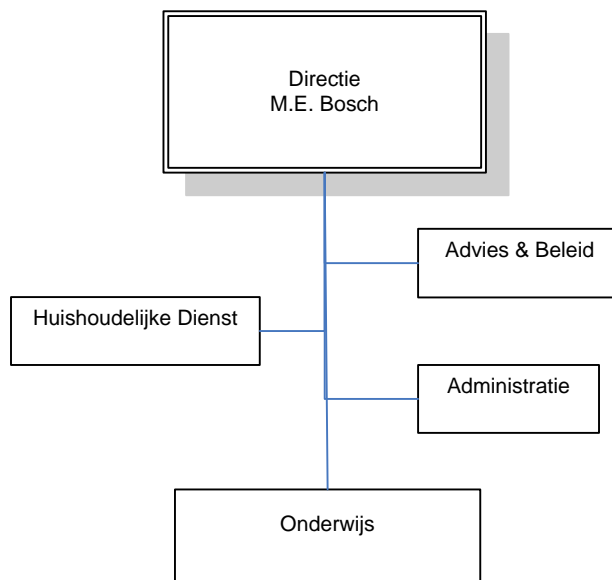 Directie
M.E. Bosch
Advies & Beleid
Huishoudelijke Dienst
Administratie
Onderwijs